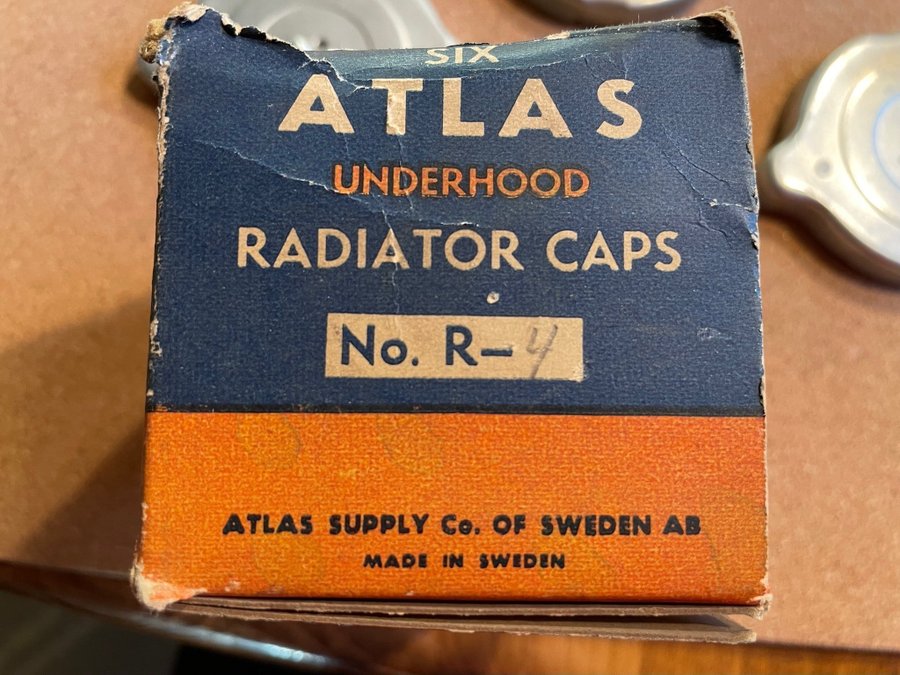 SIX
ATLAS
UNDERHOOD
RADIATOR CAPS
No. R-4
ATLAS SUPPLY Co. OF SWEDEN AB
MADE IN SWEDEN